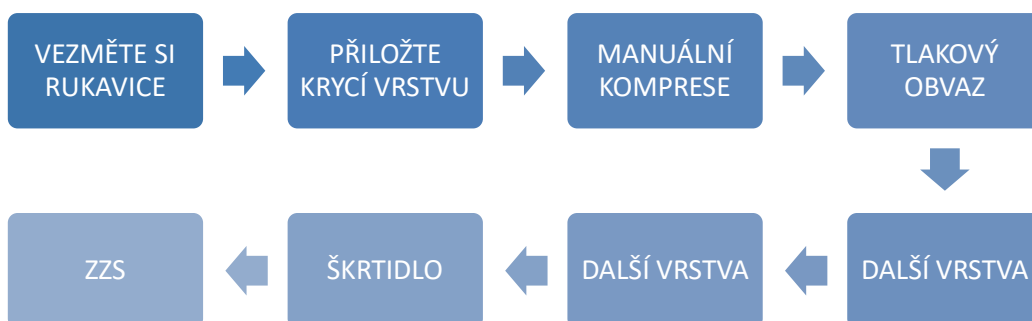 VEZMĚTE SI
RUKAVICE
PŘILOŽTE
KRYCÍ VRSTVU
MANUÁLNÍ
KOMPRESE
TLAKOVÝ
OBVAZ
DALŠÍ VRSTVA
DALŠÍ VRSTVA
ŠKRTIDLO
ZZS